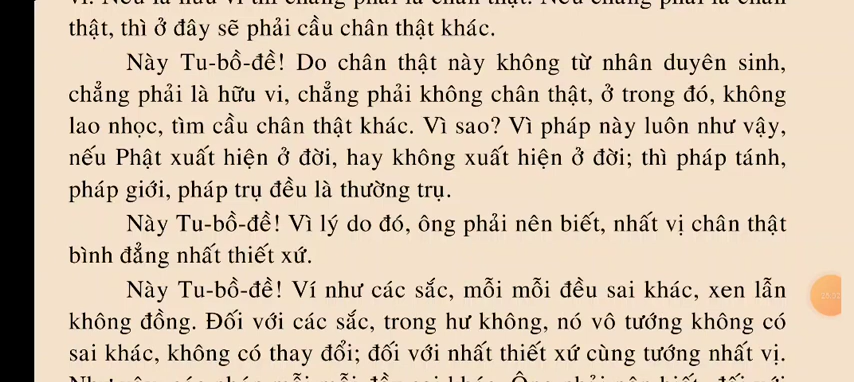 thật, thì ở đây sẽ phải cầu chân thật khác.
Này Tu-bồ-đề! Do chân thật này không từ nhân duyên sinh,
chẳng phải là hữu vi, chẳng phải không chân thật, ở trong đó, không
lao nhọc, tìm cầu chân thật khác. Vì sao? Vì pháp này luôn như vậy,
nếu Phật xuất hiện ở đời, hay không xuất hiện ở đời; thì pháp tánh,
pháp giới, pháp trụ đều là thường trụ.
Này Tu-bồ-đề! Vì lý do đó, ông phải nên biết, nhất vị chân thật
bình đẳng nhất thiết xứ.
Này Tu-bồ-đề! Ví như các sắc, mỗi mỗi đều sai khác, xen lẫn
không đồng. Đối với các sắc, trong hư không, nó vô tướng không có
sai khác, không có thay đổi; đối với nhất thiết xứ cùng tướng nhất vị.